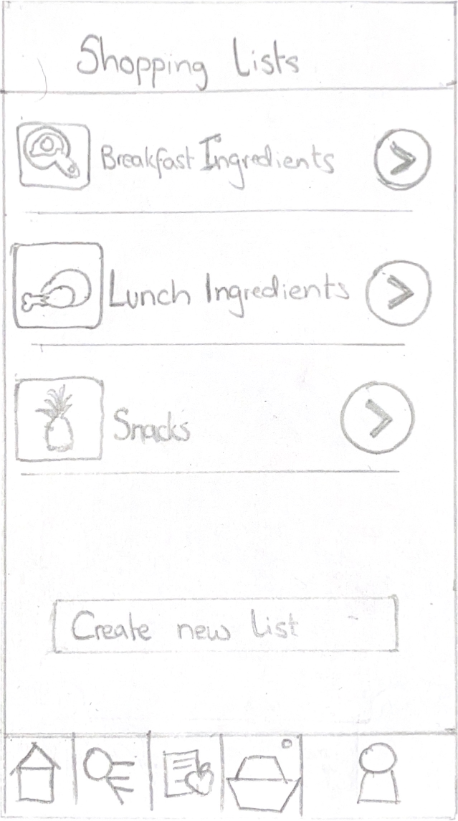 Shopping Lists
Breakfast Ingredients
Lunch Ingredients
Snacks
Create new list